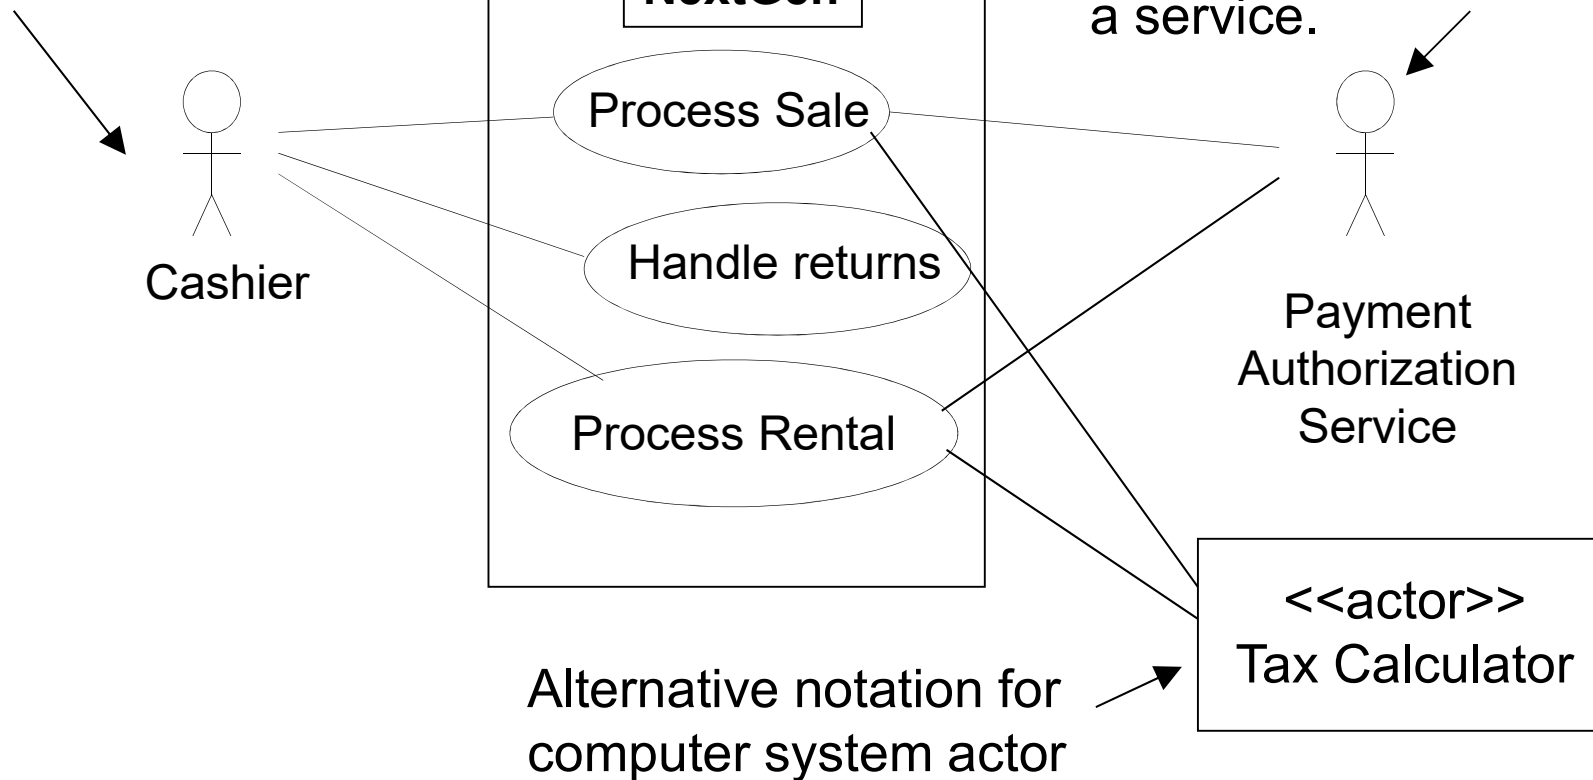 NextGen
a service.
Process Sale
Handle returns
Cashier
Payment
Authorization
Service
Process Rental
<<actor>>
Tax Calculator
Alternative notation for
computer system actor